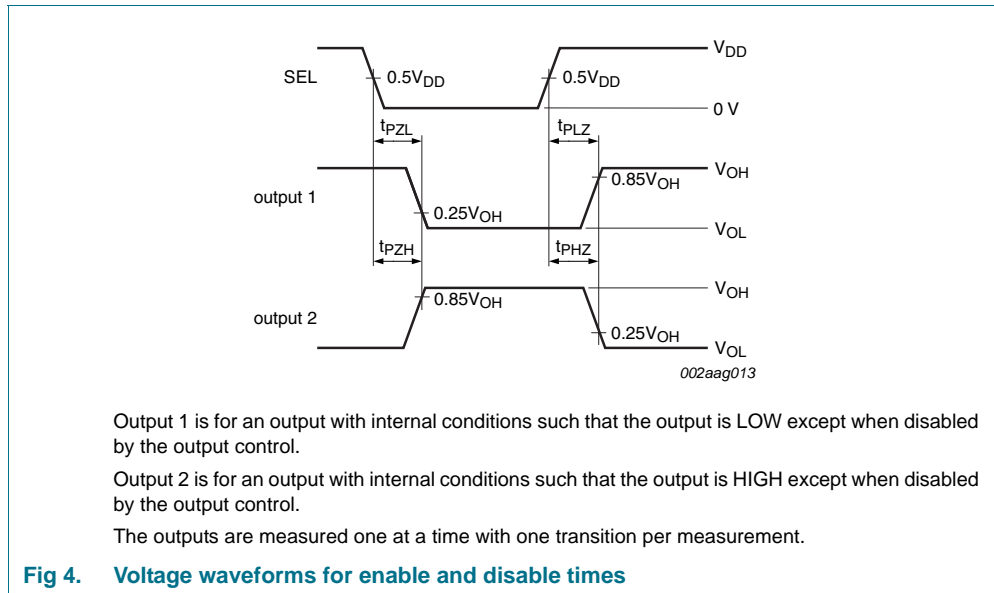 V_DD
SEL
0.5V_DD
0.5V_DD
0 V
t_PZL
t_PLZ
V_OH
0.85V_OH
output 1
0.25V_OH
V_OL
t_PZH
t_PHZ
V_OH
0.85V_OH
output 2
0.25V_OH
V_OL
002aag013
Output 1 is for an output with internal conditions such that the output is LOW except when disabled
by the output control.
Output 2 is for an output with internal conditions such that the output is HIGH except when disabled
by the output control.
The outputs are measured one at a time with one transition per measurement.
Fig 4. Voltage waveforms for enable and disable times